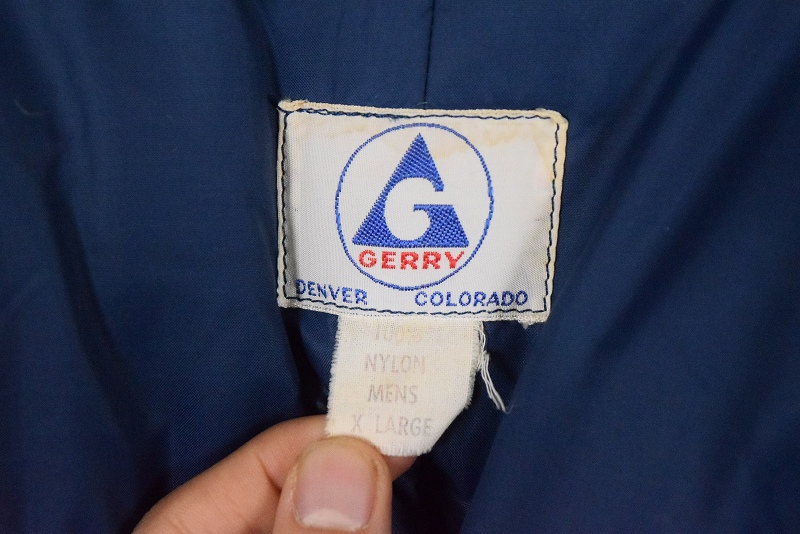 G
GERRY
DENVER COLORADO
100%
NYLON
MENS
X LARGE